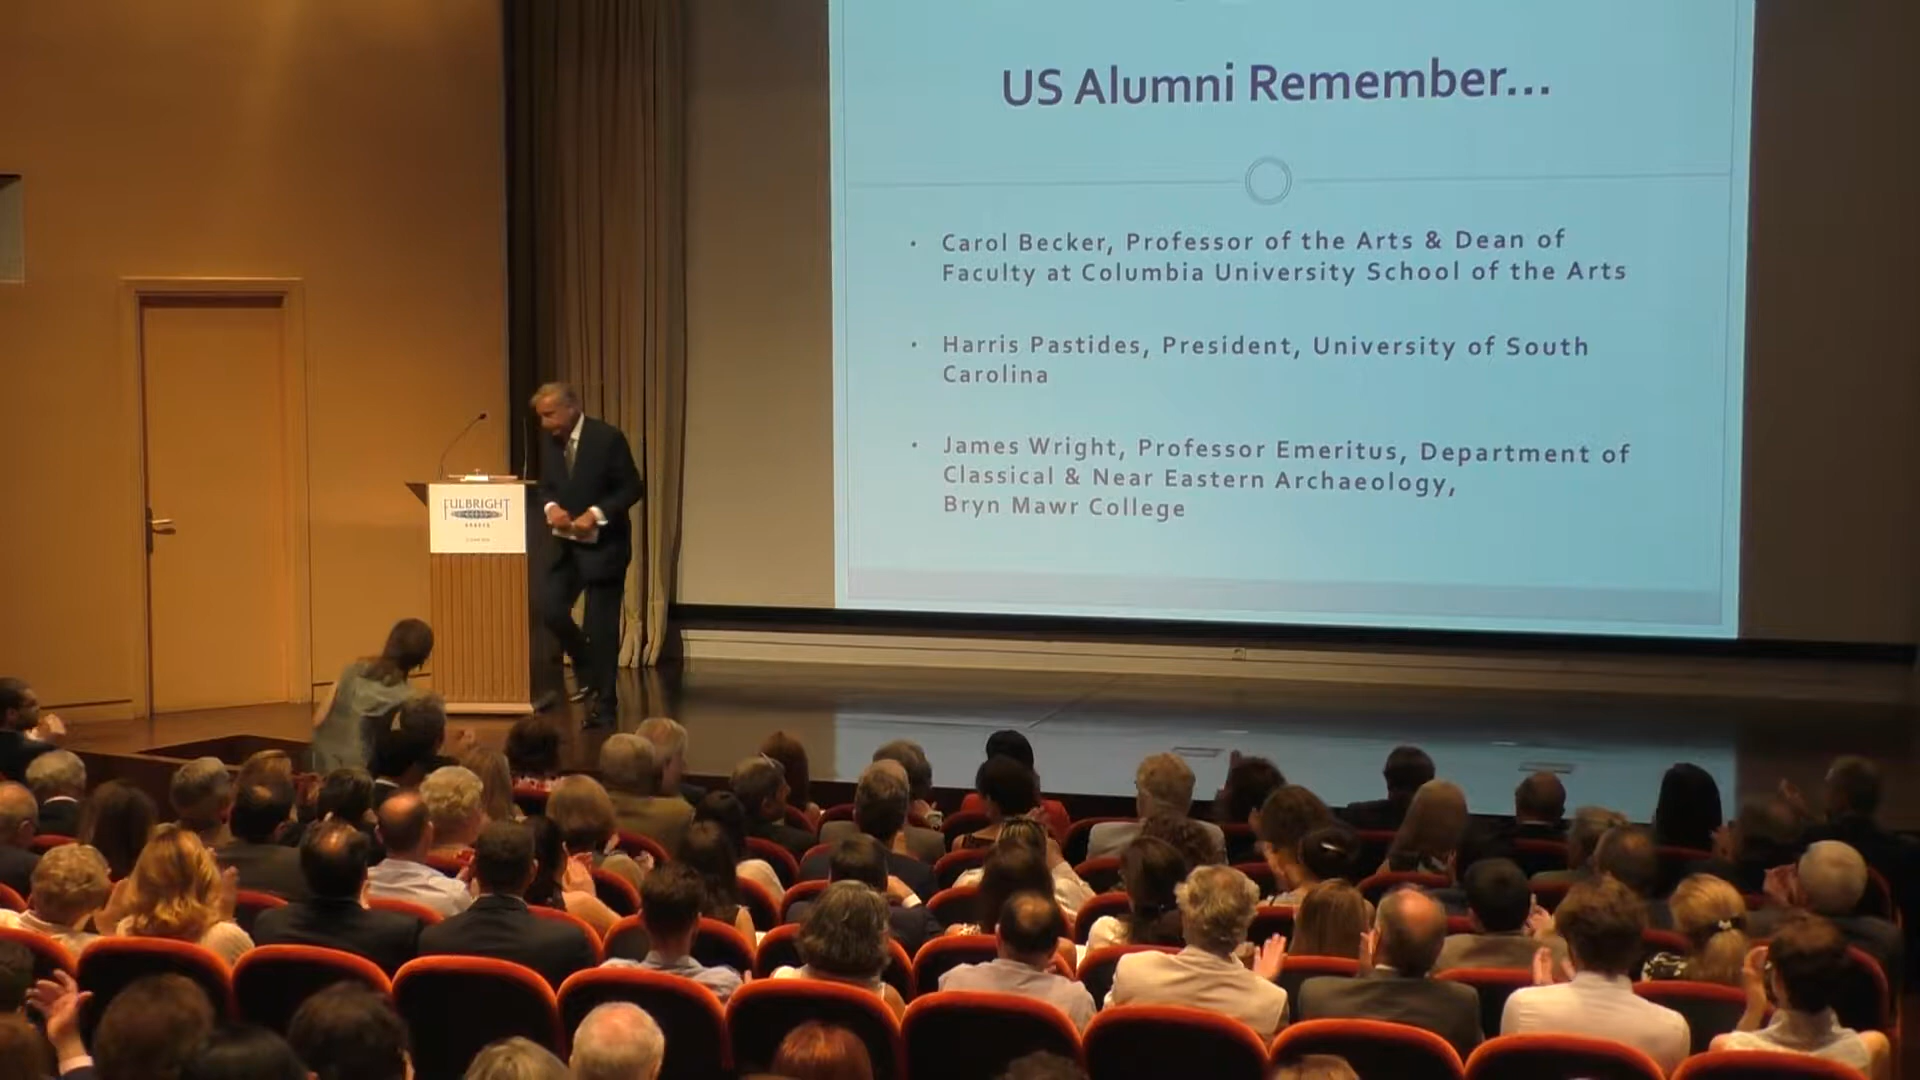 US Alumni Remember...
• Carol Becker, Professor of the Arts & Dean of
Faculty at Columbia University School of the Arts
• Harris Pastides, President, University of South
Carolina
• James Wright, Professor Emeritus, Department of
Classical & Near Eastern Archaeology,
Bryn Mawr College
FULBRIGHT